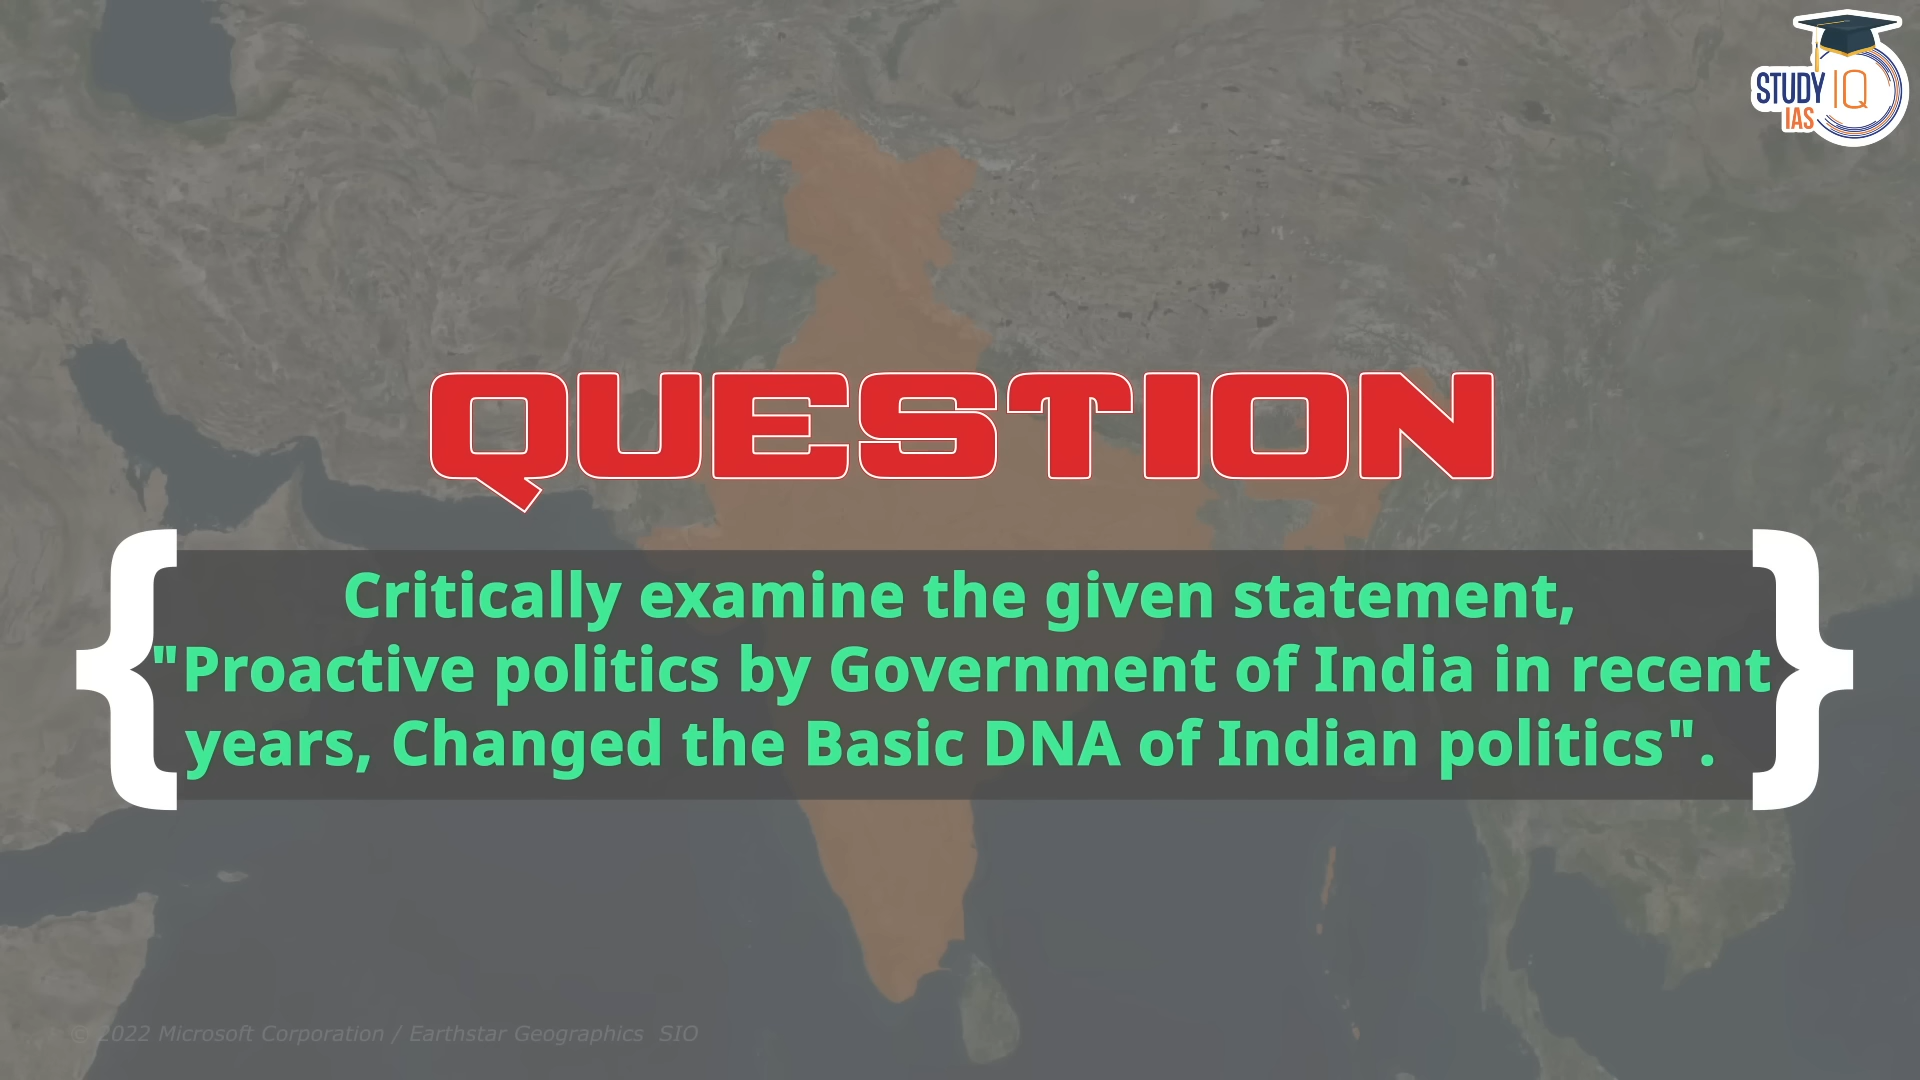 STUDY IQ
IAS
QUESTION
Critically examine the given statement,
"Proactive politics by Government of India in recent
years, Changed the Basic DNA of Indian politics".
© 2022 Microsoft Corporation / Earthstar Geographics SIO